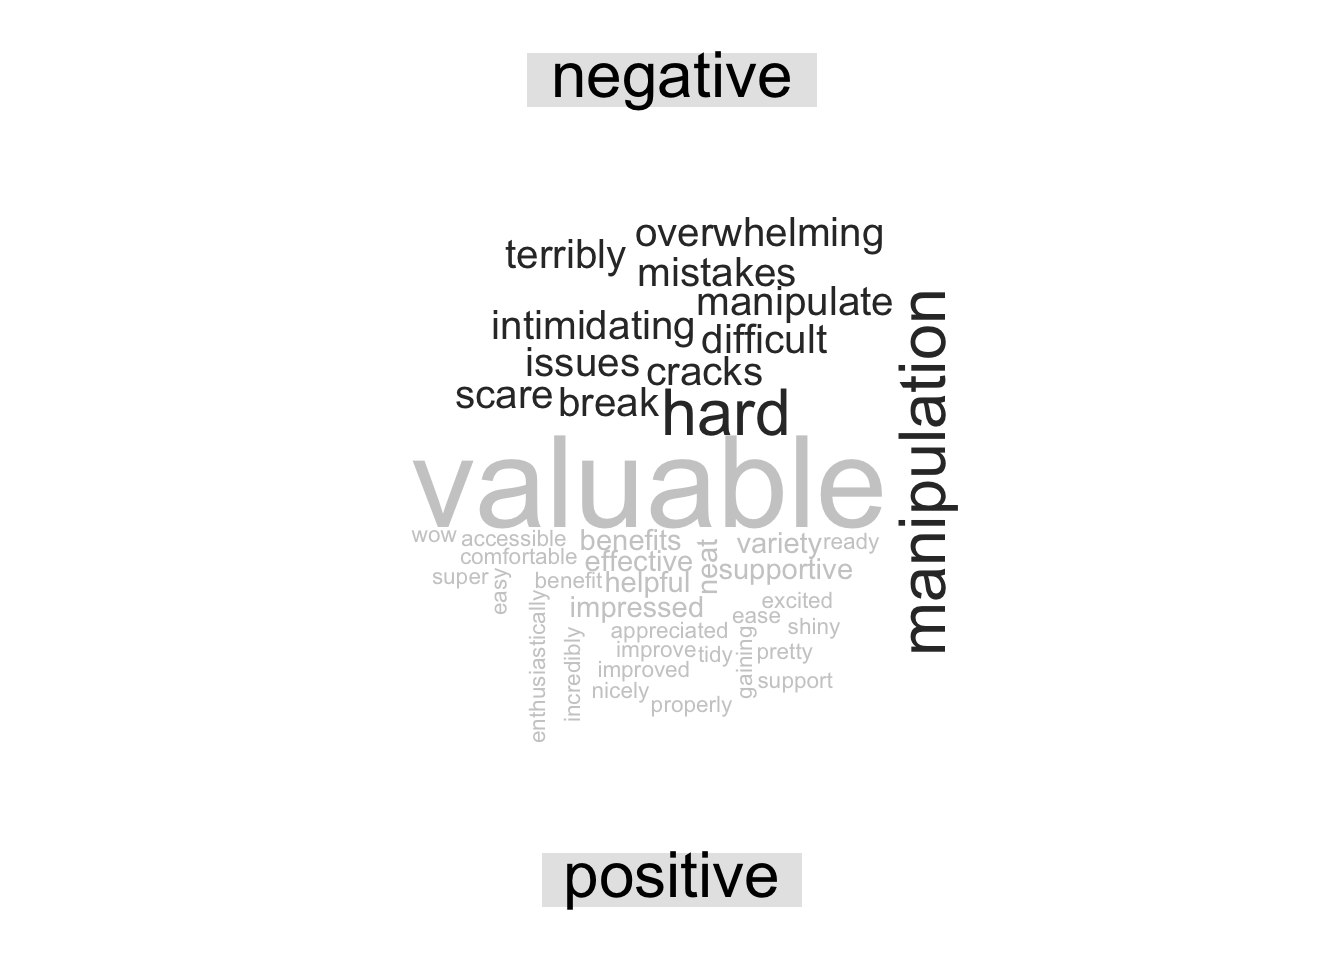 negative
overwhelming
terribly
mistakes
manipulate
intimidating
difficult
issues
cracks
scare
break
hard
manipulation
valuable
wow
accessible
benefits
variety
ready
comfortable
effective
neat
supportive
super
easy
benefit
helpful
enthusiastically
impressed
excited
ease
shiny
appreciated
incredibly
improve
tidy
gaining
pretty
improved
support
nicely
properly
positive